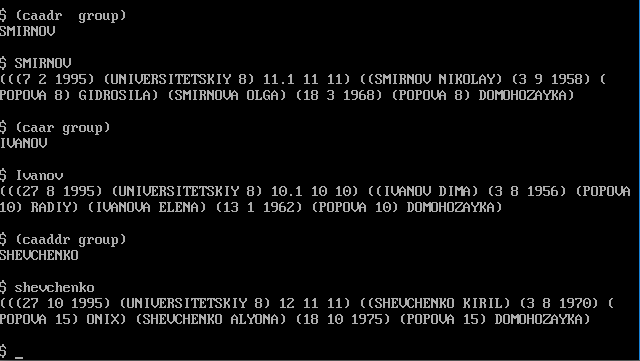 $ (caadr  group)
SMIRNOV
$ SMIRNOV
(((7 2 1995) (UNIVERSITETSKIY 8) 11.1 11 11) ((SMIRNOV NIKOLAY) (3 9 1958) (
POPOVA 8) GIDROSILA) (SMIRNOVA OLGA) (18 3 1968) (POPOVA 8) DOMOHOZAYKA)
$ (caar group)
IVANOV
$ Ivanov
(((27 8 1995) (UNIVERSITETSKIY 8) 10.1 10 10) ((IVANOV DIMA) (3 8 1956) (POPOVA
10) RADIY) (IVANOVA ELENA) (13 1 1962) (POPOVA 10) DOMOHOZAYKA)
$ (caaddr group)
SHEVCHENKO
$ shevchenko
(((27 10 1995) (UNIVERSITETSKIY 8) 12 11 11) ((SHEVCHENKO KIRIL) (3 8 1970) (
POPOVA 15) ONIX) (SHEVCHENKO ALYONA) (18 10 1975) (POPOVA 15) DOMOHOZAYKA)
$ _